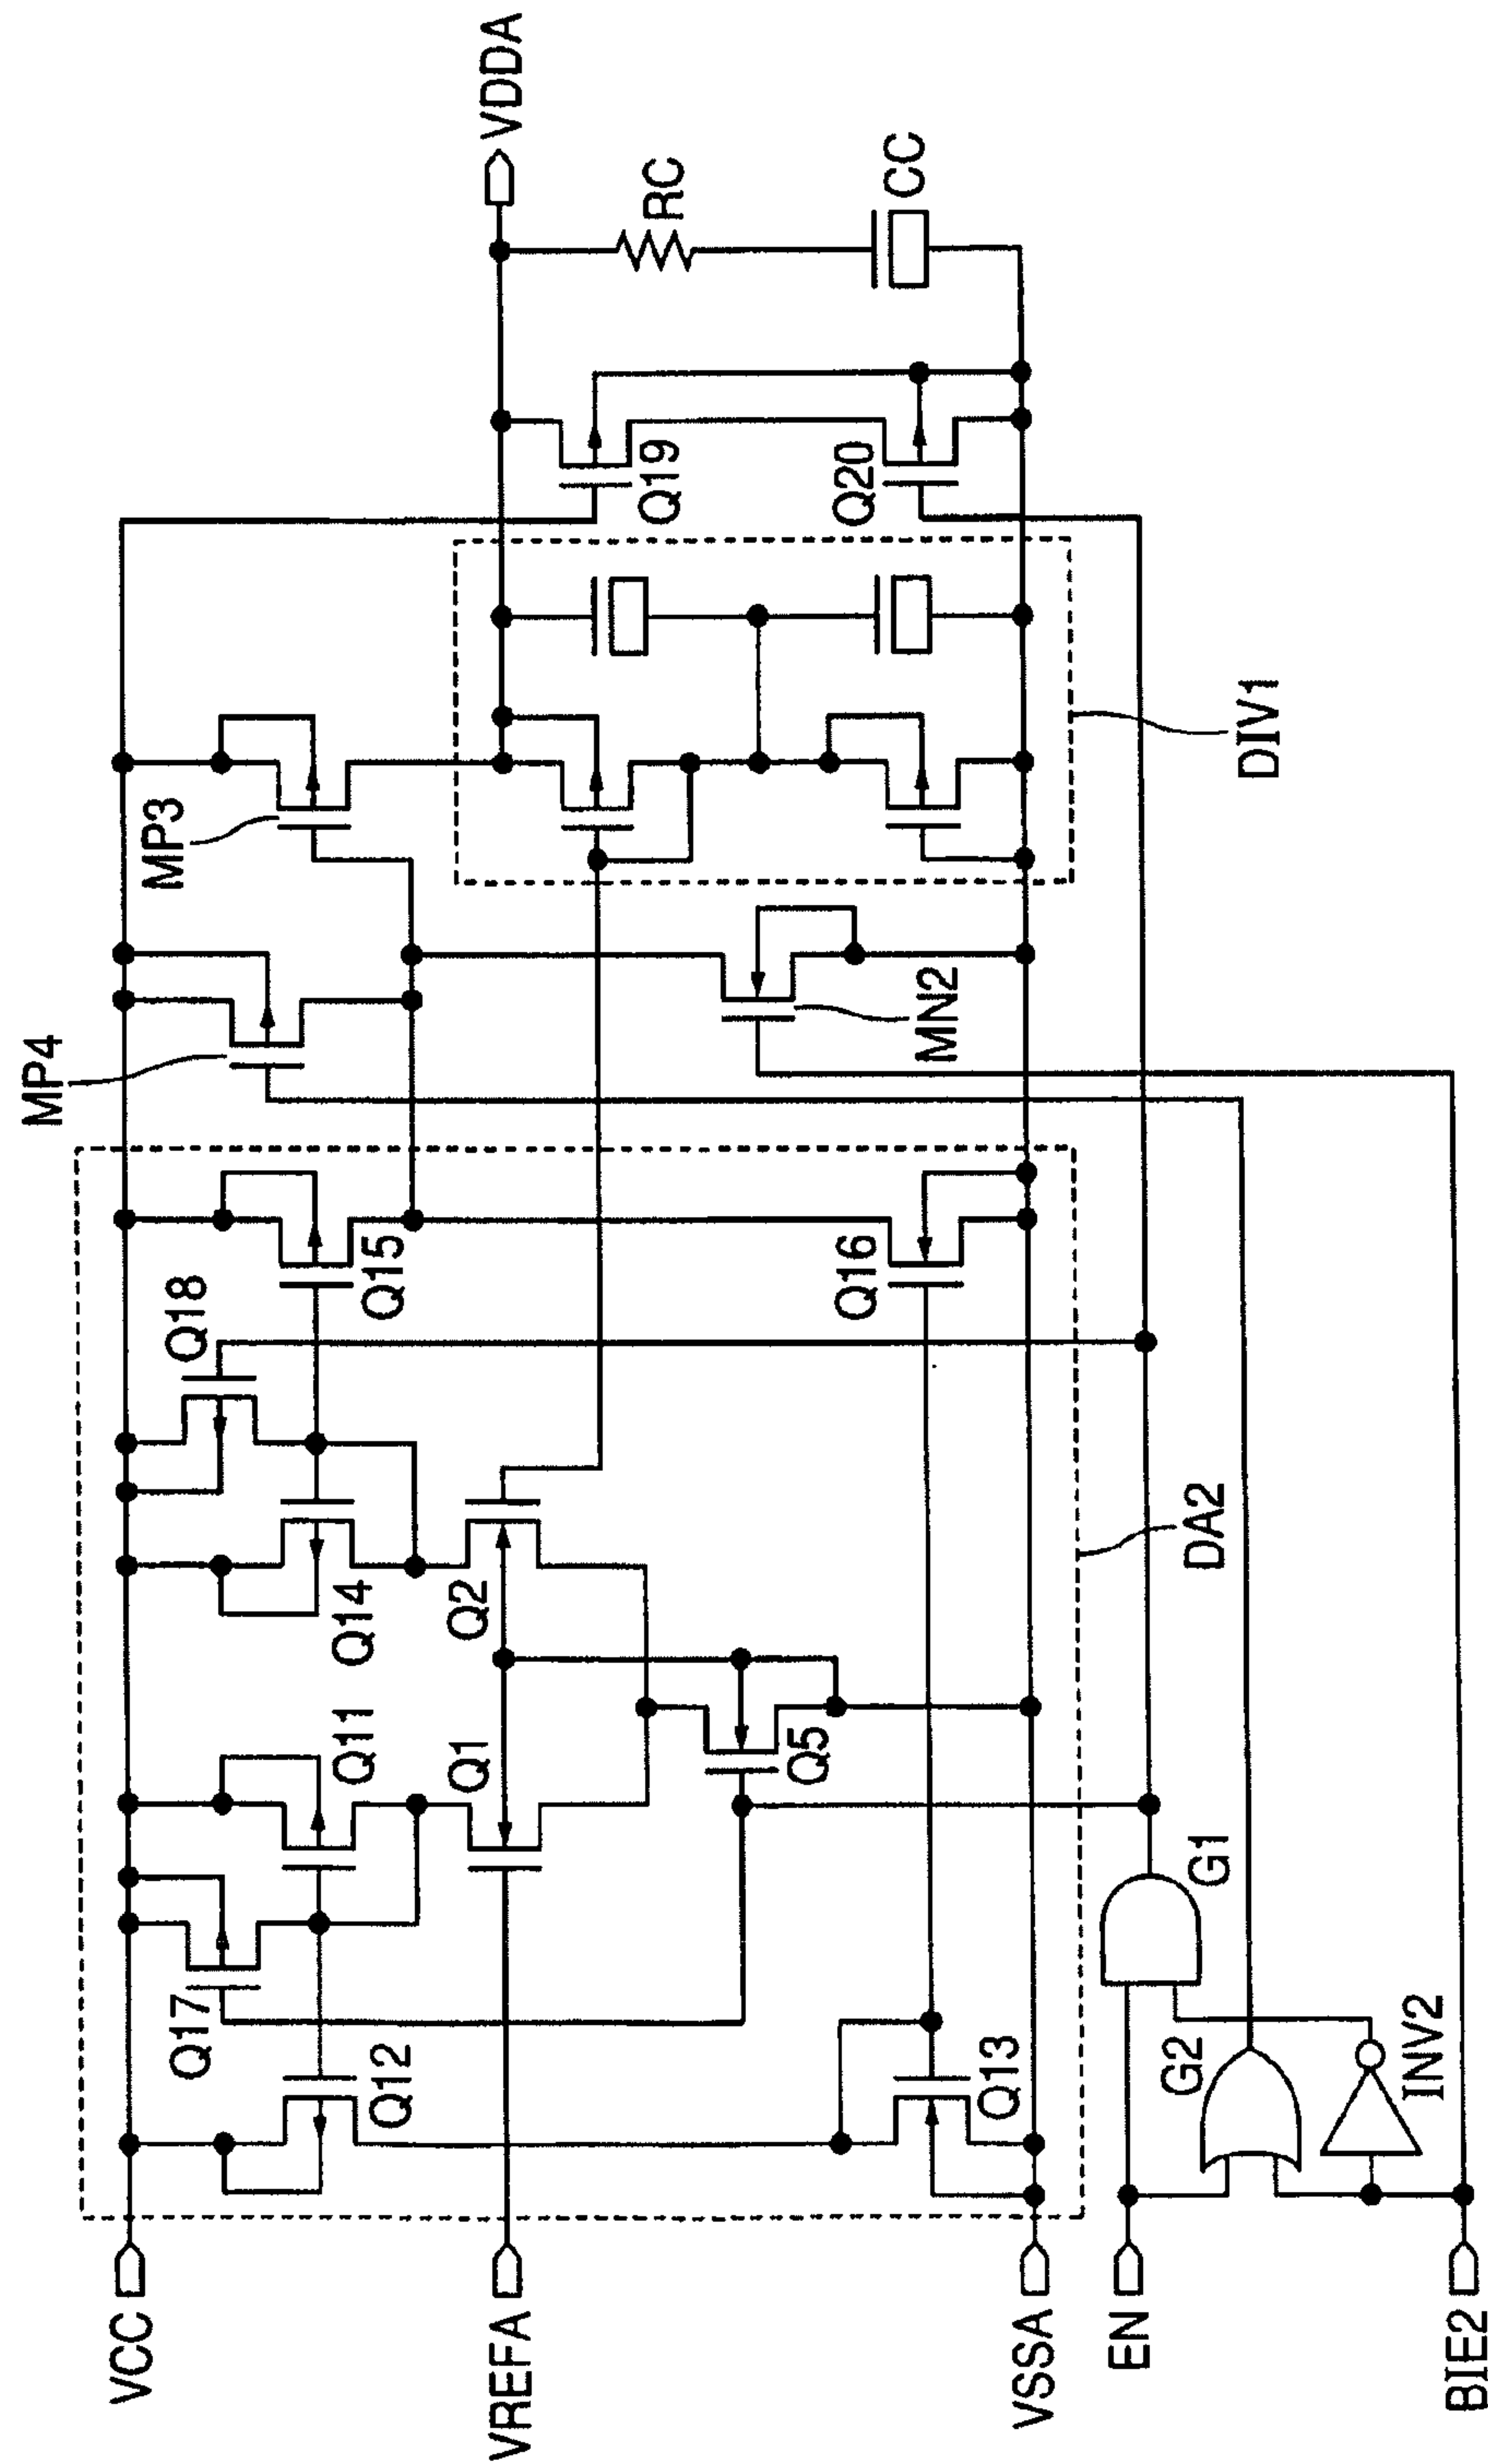 VCC
VREFA
VSSA
EN
BIE2
Q12
Q17
Q13
Q11
Q1
Q5
G1
G2
INV2
Q14
Q2
Q18
Q15
Q16
DA2
MP4
MN2
MP3
DIV1
Q19
Q20
RC
CC
VDDA